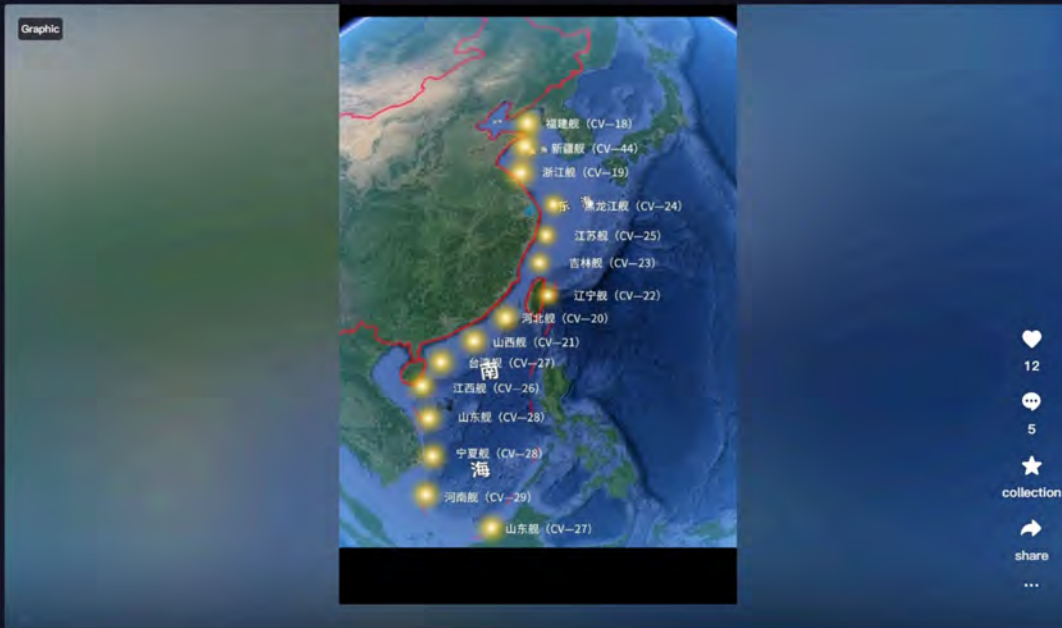 Graphic
福建舰（CV—18）
新疆舰（CV—44）
浙江舰（CV—19）
东 海
黑龙江舰（CV—24）
江苏舰（CV—25）
吉林舰（CV—23）
辽宁舰（CV—22）
河北舰（CV—20）
山西舰（CV—21）
台湾舰（CV—27）
南
江西舰（CV—26）
山东舰（CV—28）
宁夏舰（CV—28）
海
河南舰（CV—29）
山东舰（CV—27）
12
5
collection
share